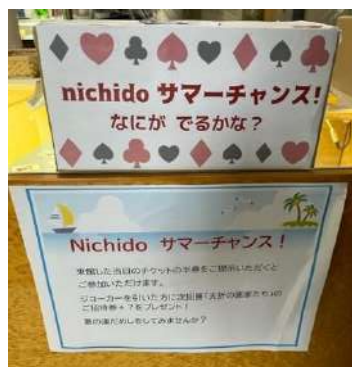 nichido サマーチャンス!
なにが でるかな？
Nichido サマーチャンス！
来館した当日のチケットの半券をご提示いただくと
ご参加いただけます。
ジョーカーを引いた方に次回展「
ご招待券+？をプレゼント！
夏の運だめしをしてみませんか？